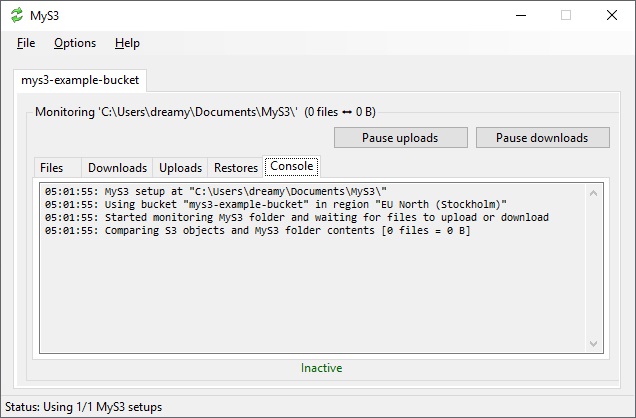 MyS3
File Options Help
mys3-example-bucket
Monitoring 'C:\Users\dreamy\Documents\MyS3\' (0 files ↔ 0 B)
Pause uploads Pause downloads
Files Downloads Uploads Restores Console
05:01:55: MyS3 setup at "C:\Users\dreamy\Documents\MyS3\"
05:01:55: Using bucket "mys3-example-bucket" in region "EU North (Stockholm)"
05:01:55: Started monitoring MyS3 folder and waiting for files to upload or download
05:01:55: Comparing S3 objects and MyS3 folder contents [0 files = 0 B]
Inactive
Status: Using 1/1 MyS3 setups